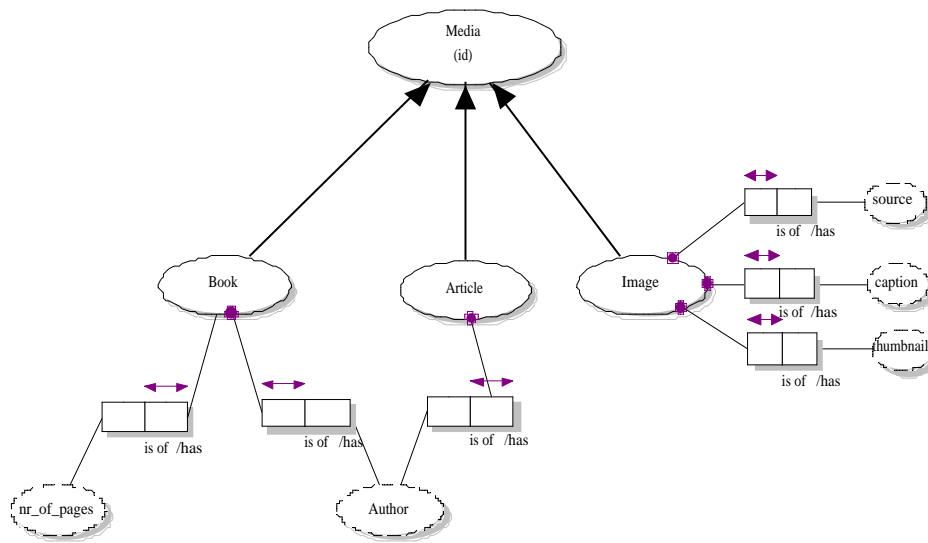 Media
(id)
source
is of /has
Book
Article
Image
caption
is of /has
thumbnail
is of /has
is of /has
is of /has
is of /has
nr_of_pages
Author